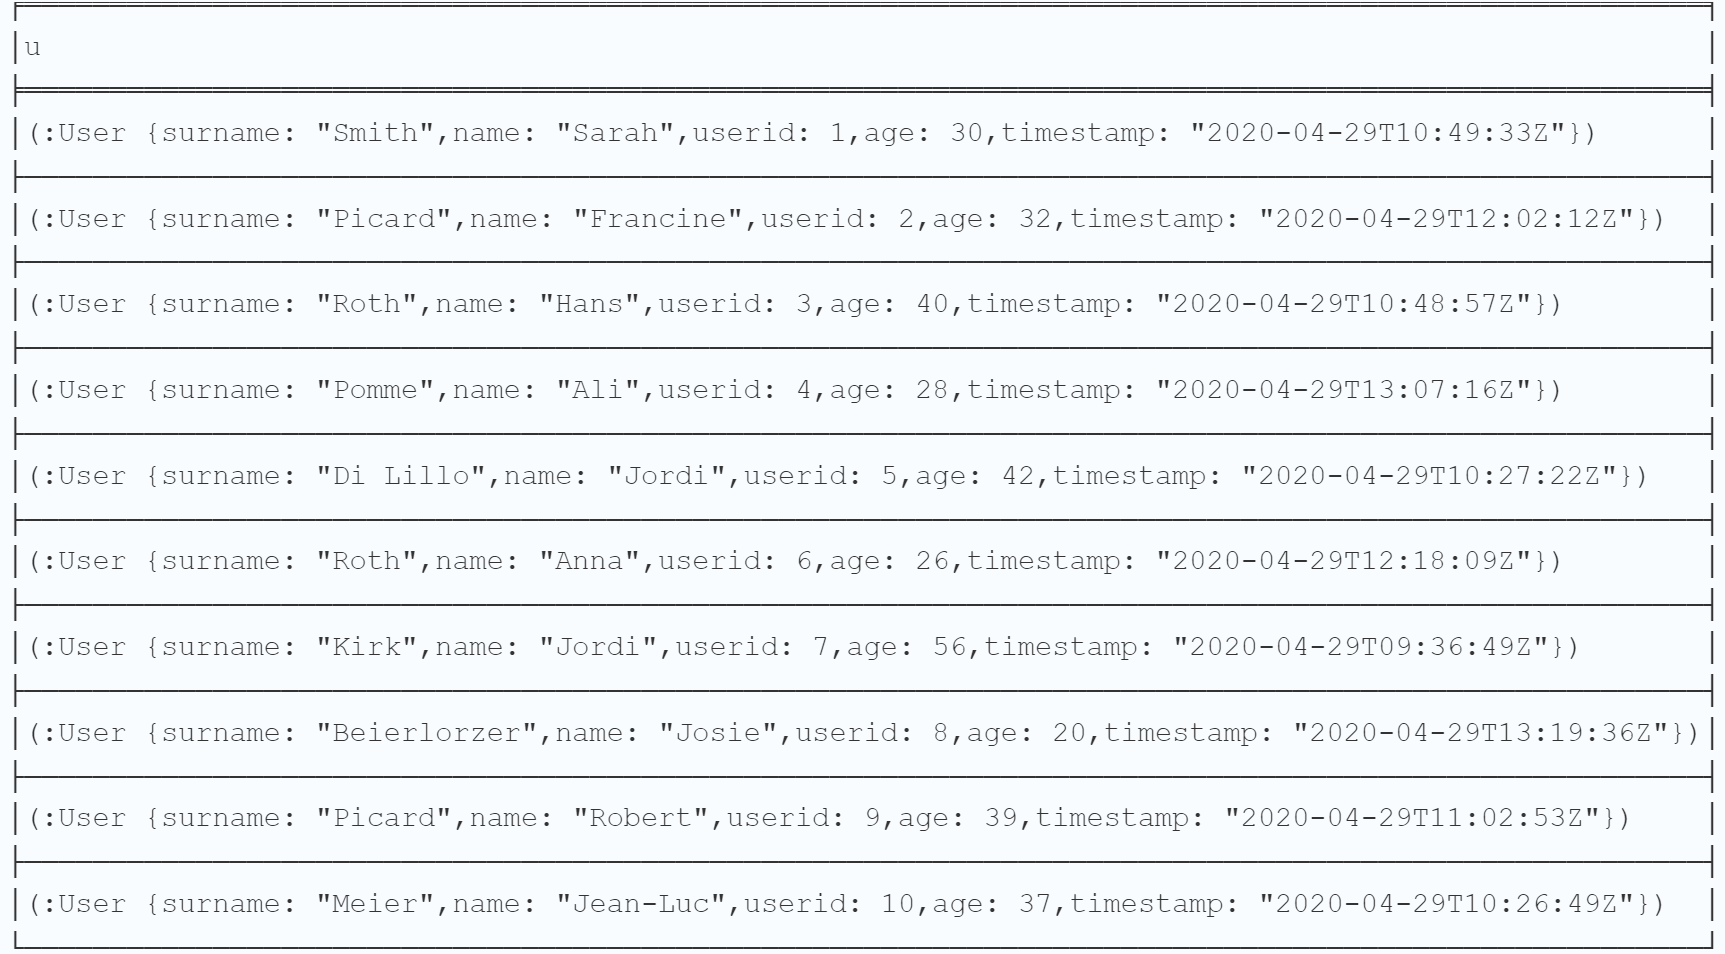 u
(:User {surname: "Smith",name: "Sarah",userid: 1,age: 30,timestamp: "2020-04-29T10:49:33Z"})
(:User {surname: "Picard",name: "Francine",userid: 2,age: 32,timestamp: "2020-04-29T12:02:12Z"})
(:User {surname: "Roth",name: "Hans",userid: 3,age: 40,timestamp: "2020-04-29T10:48:57Z"})
(:User {surname: "Pomme",name: "Ali",userid: 4,age: 28,timestamp: "2020-04-29T13:07:16Z"})
(:User {surname: "Di Lillo",name: "Jordi",userid: 5,age: 42,timestamp: "2020-04-29T10:27:22Z"})
(:User {surname: "Roth",name: "Anna",userid: 6,age: 26,timestamp: "2020-04-29T12:18:09Z"})
(:User {surname: "Kirk",name: "Jordi",userid: 7,age: 56,timestamp: "2020-04-29T09:36:49Z"})
(:User {surname: "Beierlorzer",name: "Josie",userid: 8,age: 20,timestamp: "2020-04-29T13:19:36Z"})
(:User {surname: "Picard",name: "Robert",userid: 9,age: 39,timestamp: "2020-04-29T11:02:53Z"})
(:User {surname: "Meier",name: "Jean-Luc",userid: 10,age: 37,timestamp: "2020-04-29T10:26:49Z"})